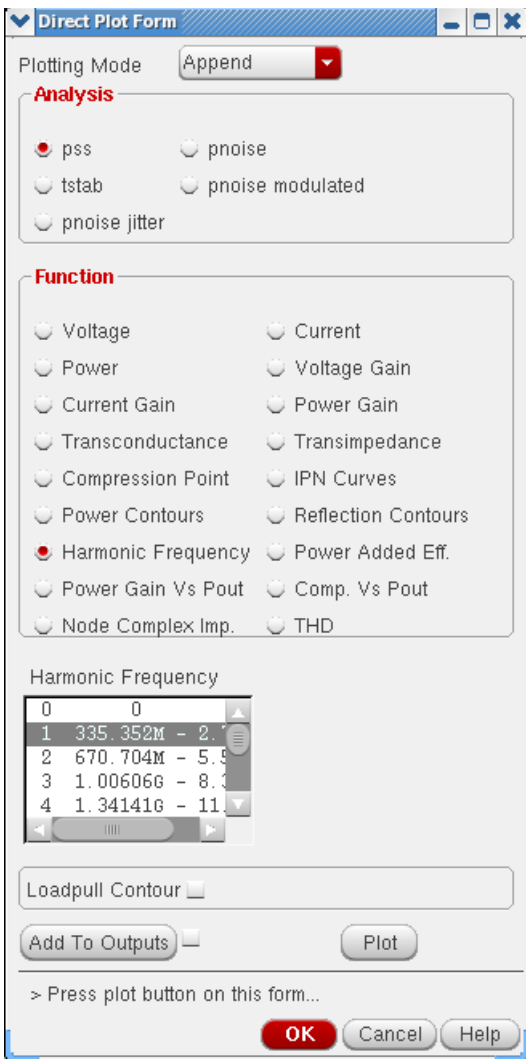 Direct Plot Form
Plotting Mode Append
Analysis
pss pnoise
tstab pnoise modulated
pnoise jitter
Function
Voltage Current
Power Voltage Gain
Current Gain Power Gain
Transconductance Transimpedance
Compression Point IPN Curves
Power Contours Reflection Contours
Harmonic Frequency Power Added Eff.
Power Gain Vs Pout Comp. Vs Pout
Node Complex Imp. THD
Harmonic Frequency
0 0
1 335.352M - 2.
2 670.704M - 5.5
3 1.00606G - 8.3
4 1.34141G - 11.
Loadpull Contour
Add To Outputs Plot
> Press plot button on this form...
OK Cancel Help